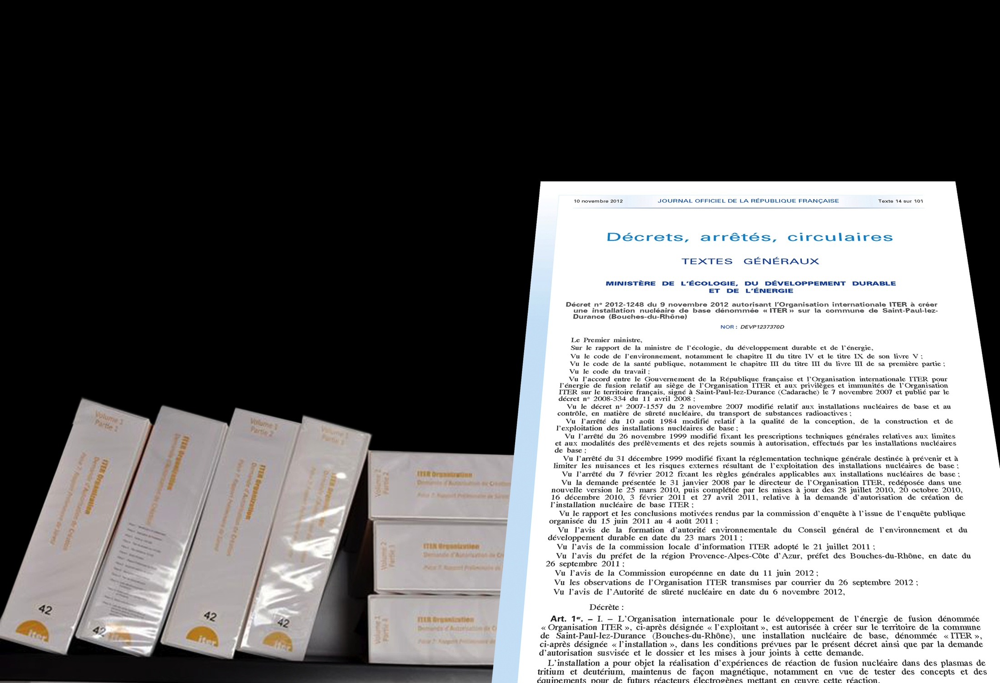 Volume 1
Partie 1
ITER Organization
Demande d'Autorisation de Création
Pièce 7: Rapport Préliminaire de Sûreté
42
iter
ITER Organization
Demande d'Autorisation de Création
42
iter
Volume 1
Partie 2
ITER Organization
Demande d'Autorisation de Création
Pièce 7: Rapport Préliminaire de Sûreté
42
iter
Volume 1
ITER
42
iter
Volume 2
Partie 2
ITER Organization
Demande d'Autorisation de Création
Pièce 7: Rapport Préliminaire de Sûreté
Volume 2
ITER Organization
Demande d'Autorisation de
Pièce 7: Rapport Préliminaire de
ITER Organization
Demande d'Autorisation de
Pièce 7: Rapport Préliminaire
10 novembre 2012 JOURNAL OFFICIEL DE LA RÉPUBLIQUE FRANÇAISE Texte 14 sur 101
Décrets, arrêtés, circulaires
TEXTES GÉNÉRAUX
MINISTÈRE DE L'ÉCOLOGIE, DU DÉVELOPPEMENT DURABLE
ET DE L'ÉNERGIE
Décret nº 2012-1248 du 9 novembre 2012 autorisant l'Organisation internationale ITER à créer
une installation nucléaire de base dénommée « ITER » sur la commune de Saint-Paul-lez-
Durance (Bouches-du-Rhône)
NOR : DEVP1237370D
Le Premier ministre,
Sur le rapport de la ministre de l'écologie, du développement durable et de l'énergie,
Vu le code de l'environnement, notamment le chapitre II du titre IV et le titre IX de son livre V ;
Vu le code de la santé publique, notamment le chapitre III du titre III du livre III de sa première partie ;
Vu le code du travail ;
Vu l'accord entre le Gouvernement de la République française et l'Organisation internationale ITER pour
l'énergie de fusion relatif au siège de l'Organisation ITER et aux privilèges et immunités de l'Organisation
ITER sur le territoire français, signé à Saint-Paul-lez-Durance (Cadarache) le 7 novembre 2007 et publié par le
décret nº 2008-334 du 11 avril 2008 ;
Vu le décret nº 2007-1557 du 2 novembre 2007 modifié relatif aux installations nucléaires de base et au
contrôle, en matière de sûreté nucléaire, du transport de substances radioactives ;
Vu l'arrêté du 10 août 1984 modifié relatif à la qualité de la conception, de la construction et de
l'exploitation des installations nucléaires de base ;
Vu l'arrêté du 26 novembre 1999 modifié fixant les prescriptions techniques générales relatives aux limites
et aux modalités des prélèvements et des rejets soumis à autorisation, effectués par les installations nucléaires
de base ;
Vu l'arrêté du 31 décembre 1999 modifié fixant la réglementation technique générale destinée à prévenir et à
limiter les nuisances et les risques externes résultant de l'exploitation des installations nucléaires de base ;
Vu l'arrêté du 7 février 2012 fixant les règles générales applicables aux installations nucléaires de base ;
Vu la demande présentée le 31 janvier 2008 par le directeur de l'Organisation ITER, redéposée dans une
nouvelle version le 25 mars 2010, puis complétée par les mises à jour des 28 juillet 2010, 20 octobre 2010,
16 décembre 2010, 3 février 2011 et 27 avril 2011, relative à la demande d'autorisation de création de
l'installation nucléaire de base ITER ;
Vu le rapport et les conclusions motivées rendus par la commission d'enquête à l'issue de l'enquête publique
organisée du 15 juin 2011 au 4 août 2011 ;
Vu l'avis de la formation d'autorité environnementale du Conseil général de l'environnement et du
développement durable en date du 23 mars 2011 ;
Vu l'avis de la commission locale d'information ITER adopté le 21 juillet 2011 ;
Vu l'avis du préfet de la région Provence-Alpes-Côte d'Azur, préfet des Bouches-du-Rhône, en date du
26 septembre 2011 ;
Vu l'avis de la Commission européenne en date du 11 juin 2012 ;
Vu les observations de l'Organisation ITER transmises par courrier du 26 septembre 2012 ;
Vu l'avis de l'Autorité de sûreté nucléaire en date du 6 novembre 2012,
Décrète :
Art. 1er. – I. – L'Organisation internationale pour le développement de l'énergie de fusion dénommée
« Organisation ITER », ci-après désignée « l'exploitant », est autorisée à créer sur le territoire de la commune
de Saint-Paul-lez-Durance (Bouches-du-Rhône), une installation nucléaire de base, dénommée « ITER »,
ci-après désignée « l'installation », dans les conditions prévues par le présent décret ainsi que par la demande
d'autorisation susvisée et le dossier et les mises à jour joints à cette demande.
L'installation a pour objet la réalisation d'expériences de réaction de fusion nucléaire dans des plasmas de
tritium et deutérium, maintenus de façon magnétique, notamment en vue de tester des concepts et des
équipements pour de futurs réacteurs électrogènes mettant en œuvre cette réaction.